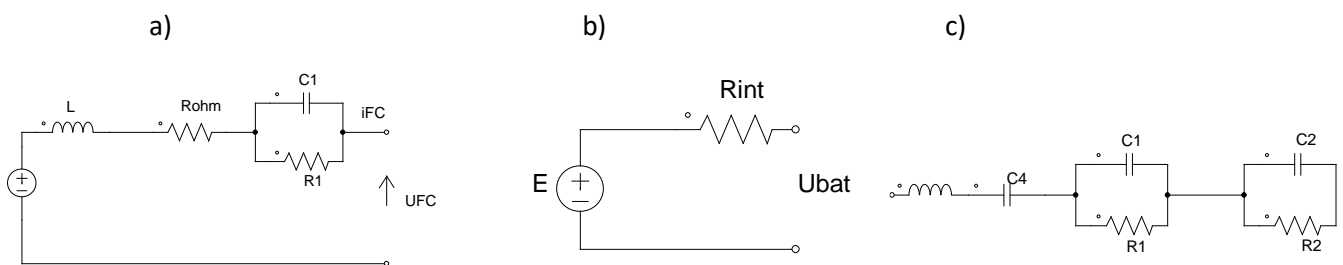 a)
b)
c)
L
Rohm
C1
iFC
R1
UFC
Rint
E
Ubat
C4
C1
R1
C2
R2